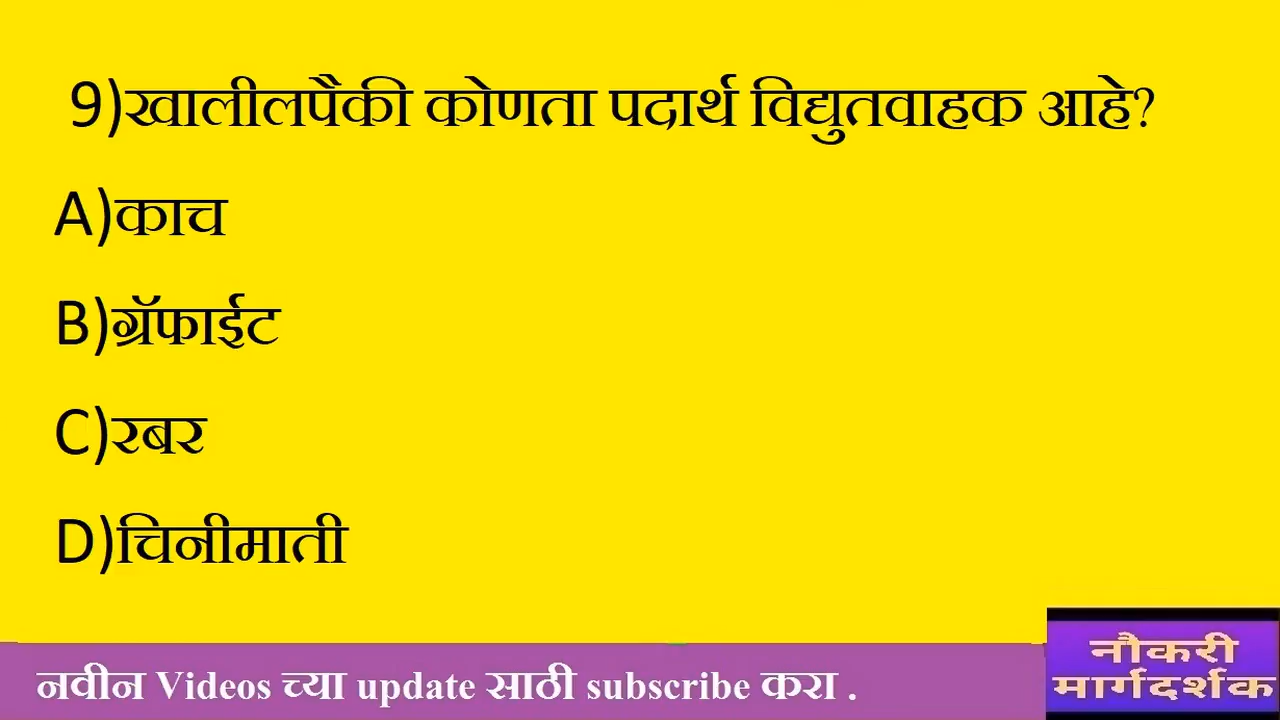 9)खालीलपैकी कोणता पदार्थ विद्युतवाहक आहे?
A)काच
B)ग्रॅफाईट
C)रबर
D)चिनीमाती
नवीन Videos च्या update साठी subscribe करा .
नौकरी
मार्गदर्शक